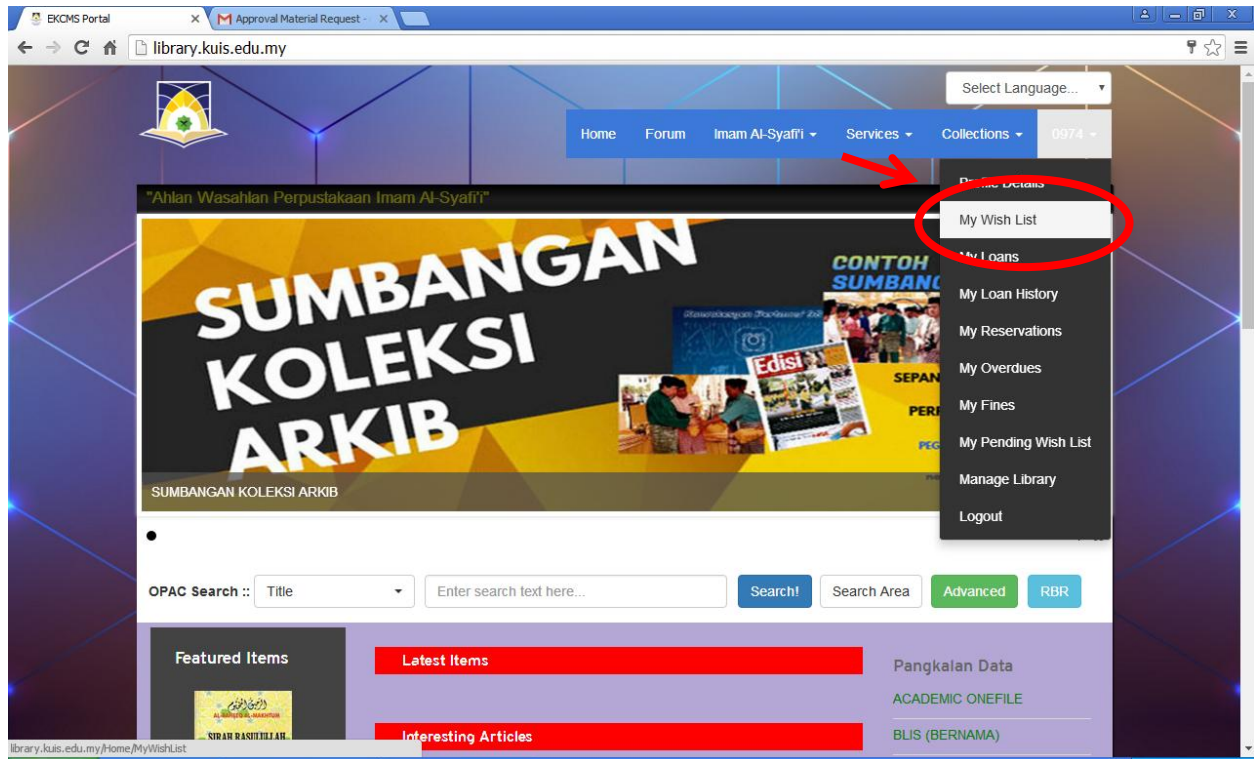 EKCMS Portal
Approval Material Request -
library.kuis.edu.my
Select Language...
Home Forum Imam Al-Syafi'i Services Collections 0974
Profile Details
My Wish List
My Loans
My Loan History
My Reservations
My Overdues
My Fines
My Pending Wish List
Manage Library
Logout
"Ahlan Wasahlan Perpustakaan Imam Al-Syafi'i"
SUMBANGAN
KOLEKSI
ARKIB
CONTOH
Edisi
SUMBANGAN KOLEKSI ARKIB
OPAC Search :: Title Enter search text here... Search! Search Area Advanced RBR
Featured Items
SIRAH RASULULLAH
Latest Items
Interesting Articles
Pangkalan Data
ACADEMIC ONEFILE
BLIS (BERNAMA)
library.kuis.edu.my/Home/MyWishList